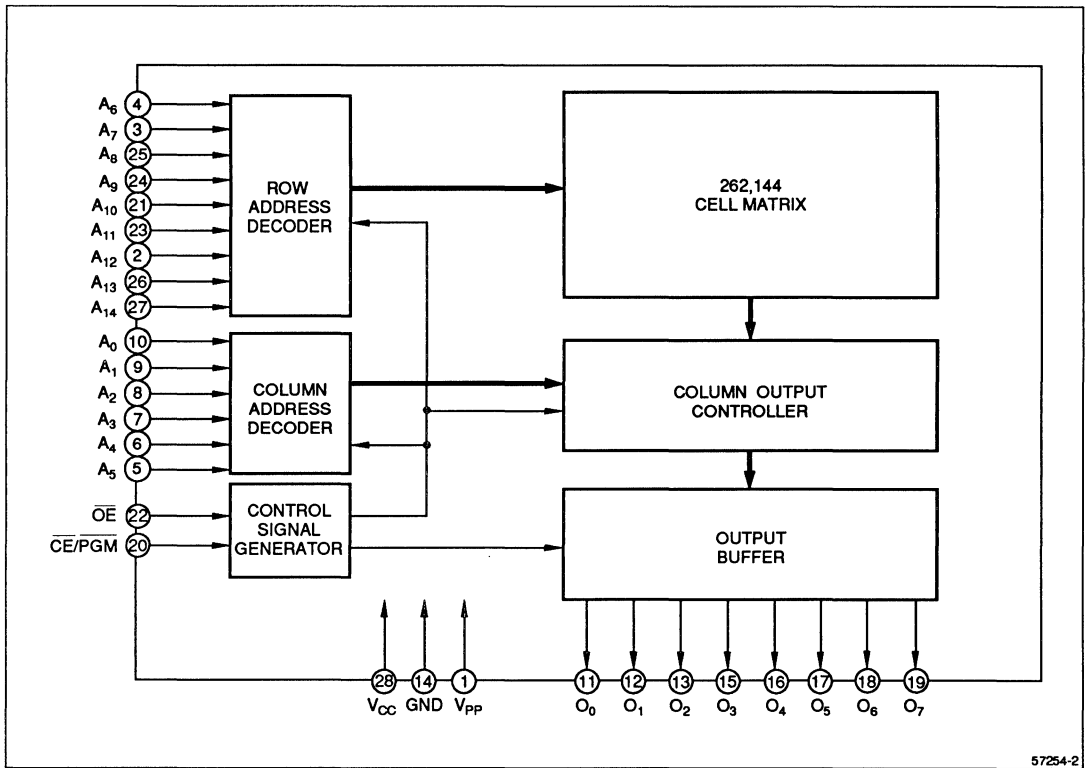 A6 4
A7 3
A8 25
A9 24
A10 21
A11 23
A12 2
A13 26
A14 27
ROW
ADDRESS
DECODER
262,144
CELL MATRIX
A0 10
A1 9
A2 8
A3 7
A4 6
A5 5
COLUMN
ADDRESS
DECODER
COLUMN OUTPUT
CONTROLLER
O̅E̅ 22
C̅E̅/P̅G̅M̅ 20
CONTROL
SIGNAL
GENERATOR
OUTPUT
BUFFER
28 14 1 11 12 13 15 16 17 18 19
VCC GND VPP O0 O1 O2 O3 O4 O5 O6 O7
57254-2